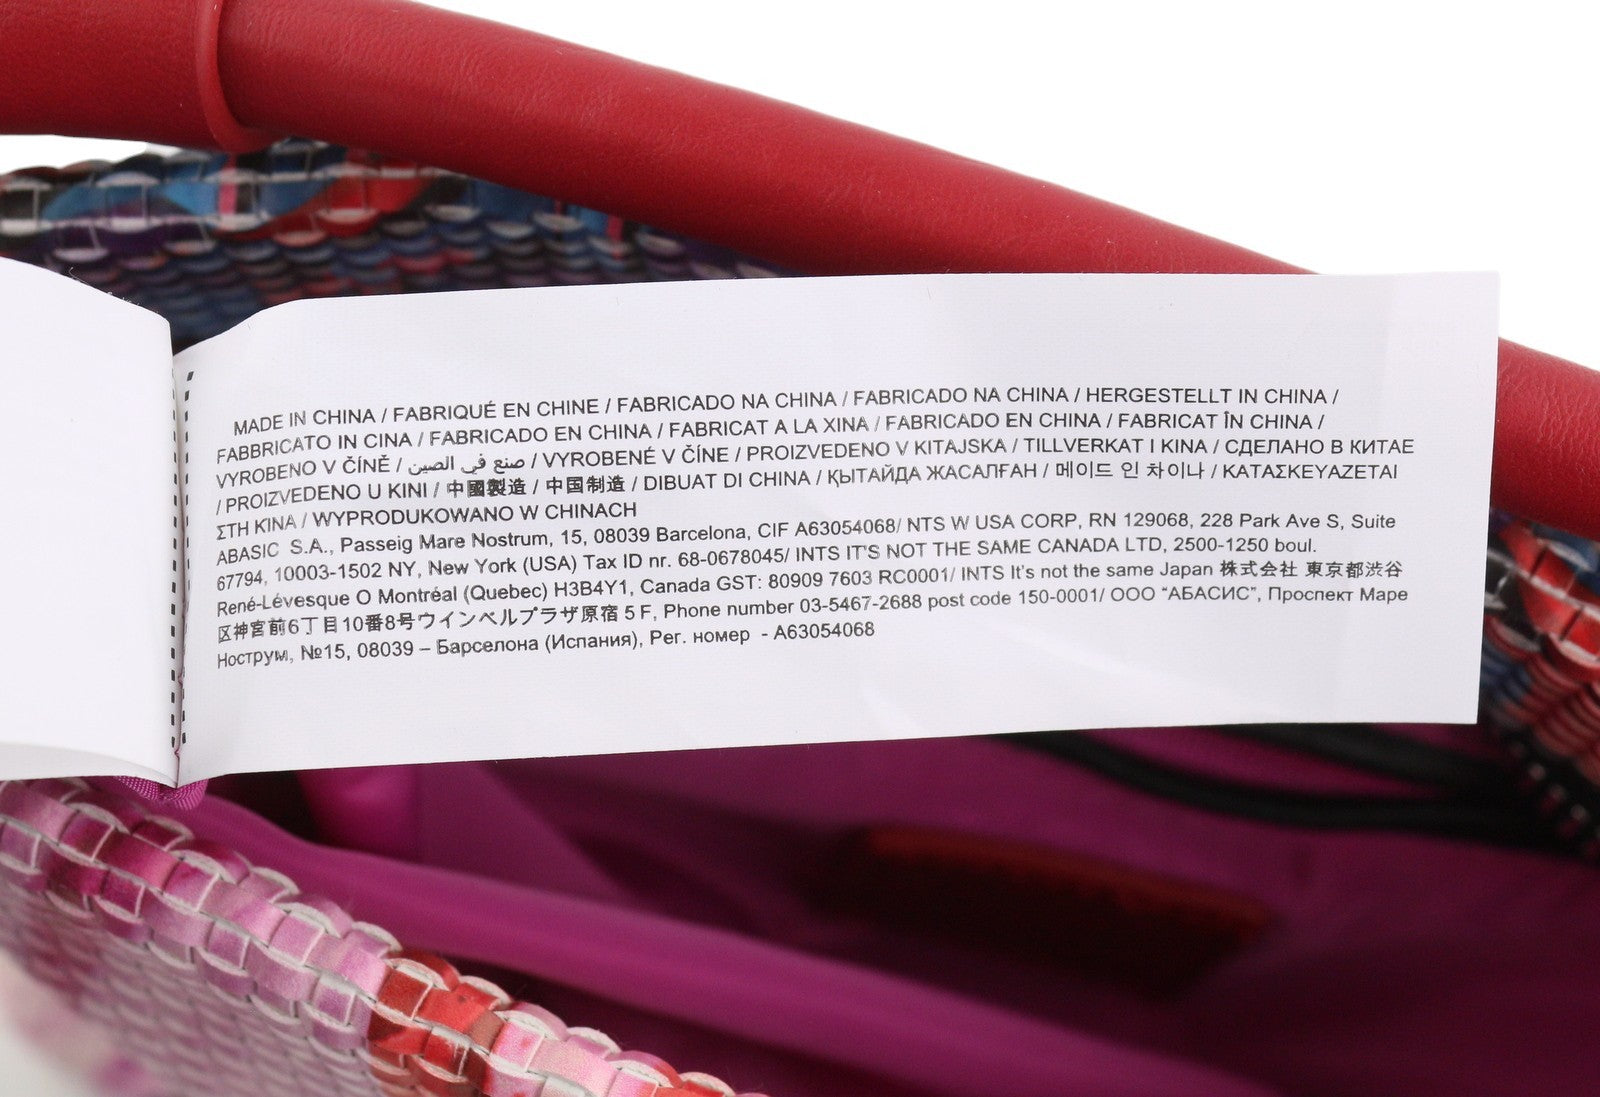 MADE IN CHINA / FABRIQUÉ EN CHINE / FABRICADO NA CHINA / FABRICADO NA CHINA / HERGESTELLT IN CHINA /
FABBRICATO IN CINA / FABRICADO EN CHINA / FABRICAT A LA XINA / FABRICADO EN CHINA / FABRICAT ÎN CHINA /
VYROBENO V ČÍNĚ / صنع في الصين / VYROBENÉ V ČÍNE / PROIZVEDENO V KITAJSKA / TILLVERKAT I KINA / СДЕЛАНО В КИТАЕ
/ PROIZVEDENO U KINI / 中國製造 / 中国制造 / DIBUAT DI CHINA / ҚЫТАЙДА ЖАСАЛҒАН / 메이드 인 차이나 / ΚΑΤΑΣΚΕΥΑΖΕΤΑΙ
ΣΤΗ ΚΙΝΑ / WYPRODUKOWANO W CHINACH
ABASIC S.A., Passeig Mare Nostrum, 15, 08039 Barcelona, CIF A63054068/ NTS W USA CORP, RN 129068, 228 Park Ave S, Suite
67794, 10003-1502 NY, New York (USA) Tax ID nr. 68-0678045/ INTS IT'S NOT THE SAME CANADA LTD, 2500-1250 boul.
René-Lévesque O Montréal (Quebec) H3B4Y1, Canada GST: 80909 7603 RC0001/ INTS It's not the same Japan 株式会社 東京都渋谷
区神宮前6丁目10番8号ウインベルプラザ原宿 5 F, Phone number 03-5467-2688 post code 150-0001/ ООО "АБАСИС", Проспект Маре
Нострум, №15, 08039 – Барселона (Испания), Рег. номер - A63054068